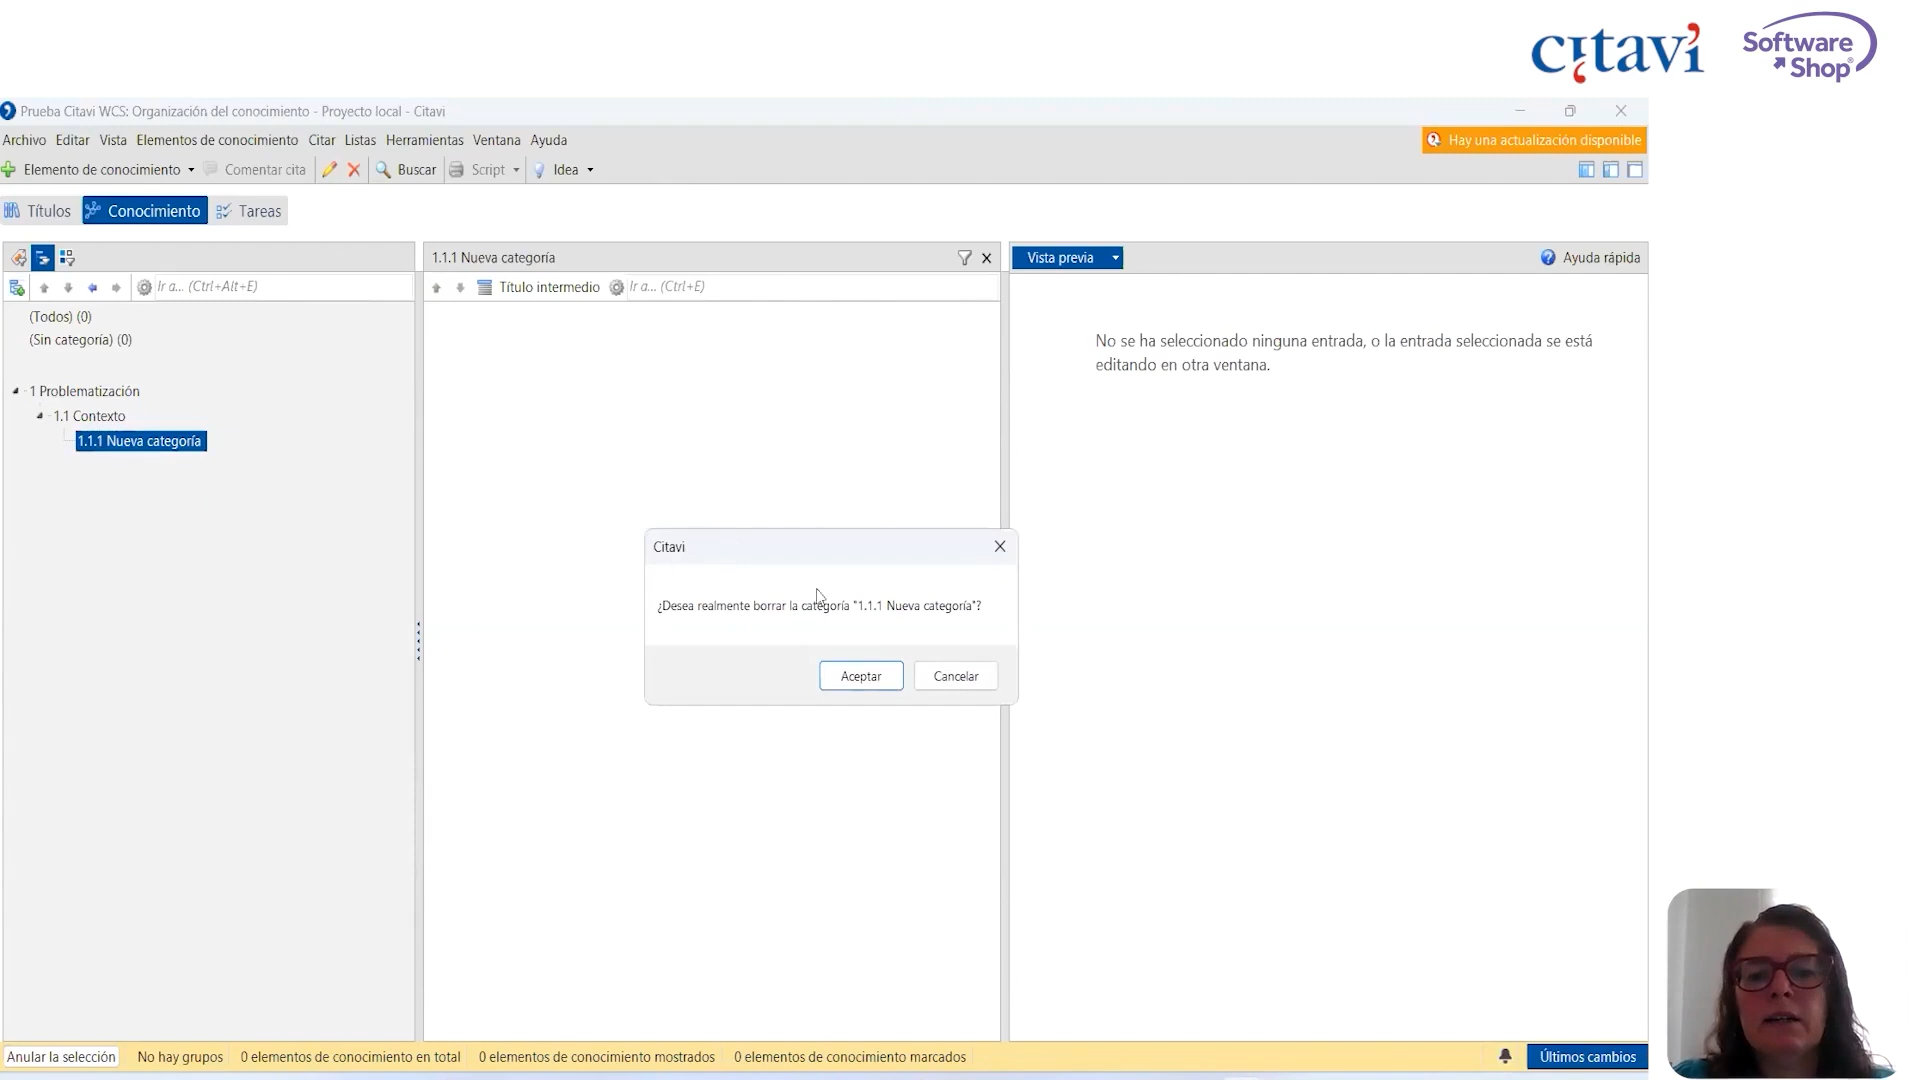 citavi
Software
Shop
Prueba Citavi WCS: Organización del conocimiento - Proyecto local - Citavi
Archivo Editar Vista Elementos de conocimiento Citar Listas Herramientas Ventana Ayuda
Hay una actualización disponible
Elemento de conocimiento Comentar cita Buscar Script Idea
Títulos Conocimiento Tareas
1.1.1 Nueva categoría
Vista previa
Ayuda rápida
Ir a... (Ctrl+Alt+E)
Título intermedio Ir a... (Ctrl+E)
(Todos) (0)
(Sin categoría) (0)
1 Problematización
1.1 Contexto
1.1.1 Nueva categoría
No se ha seleccionado ninguna entrada, o la entrada seleccionada se está
editando en otra ventana.
Citavi
¿Desea realmente borrar la categoría "1.1.1 Nueva categoría"?
Aceptar Cancelar
Anular la selección No hay grupos 0 elementos de conocimiento en total 0 elementos de conocimiento mostrados 0 elementos de conocimiento marcados
Últimos cambios